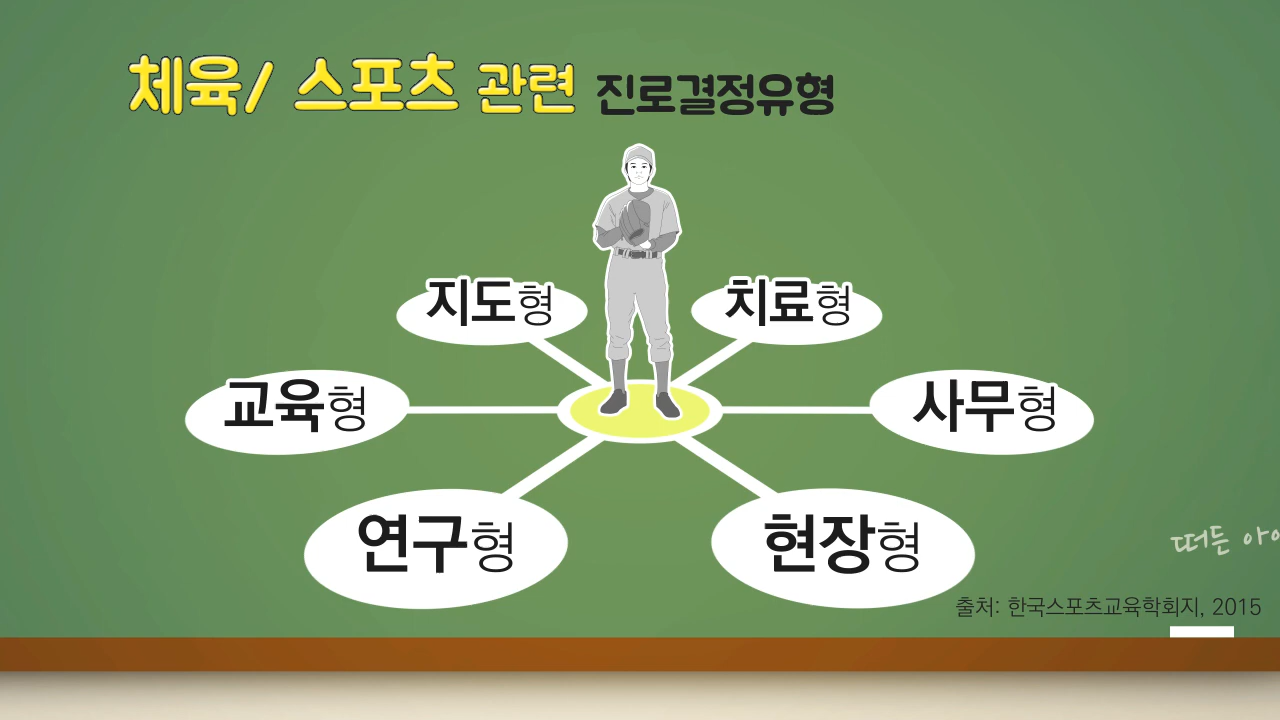 체육/ 스포츠 관련 진로결정유형
지도형
치료형
교육형
사무형
연구형
현장형
떠든
출처: 한국스포츠교육학회지, 2015